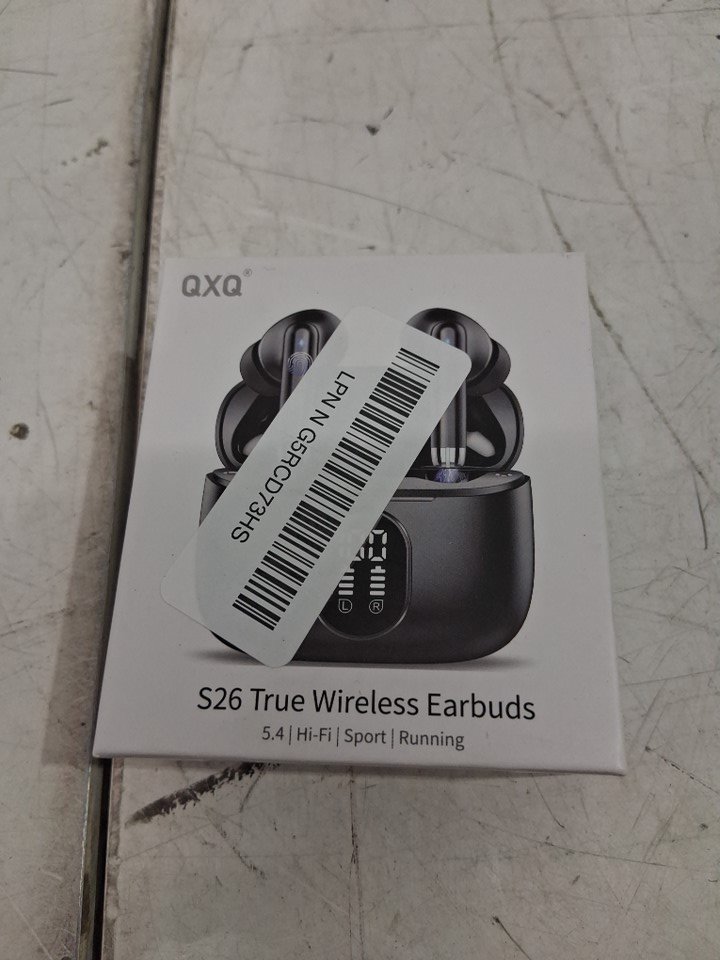 QXQ®
LPN N G5RCD73HS
L R
S26 True Wireless Earbuds
5.4 | Hi-Fi | Sport | Running